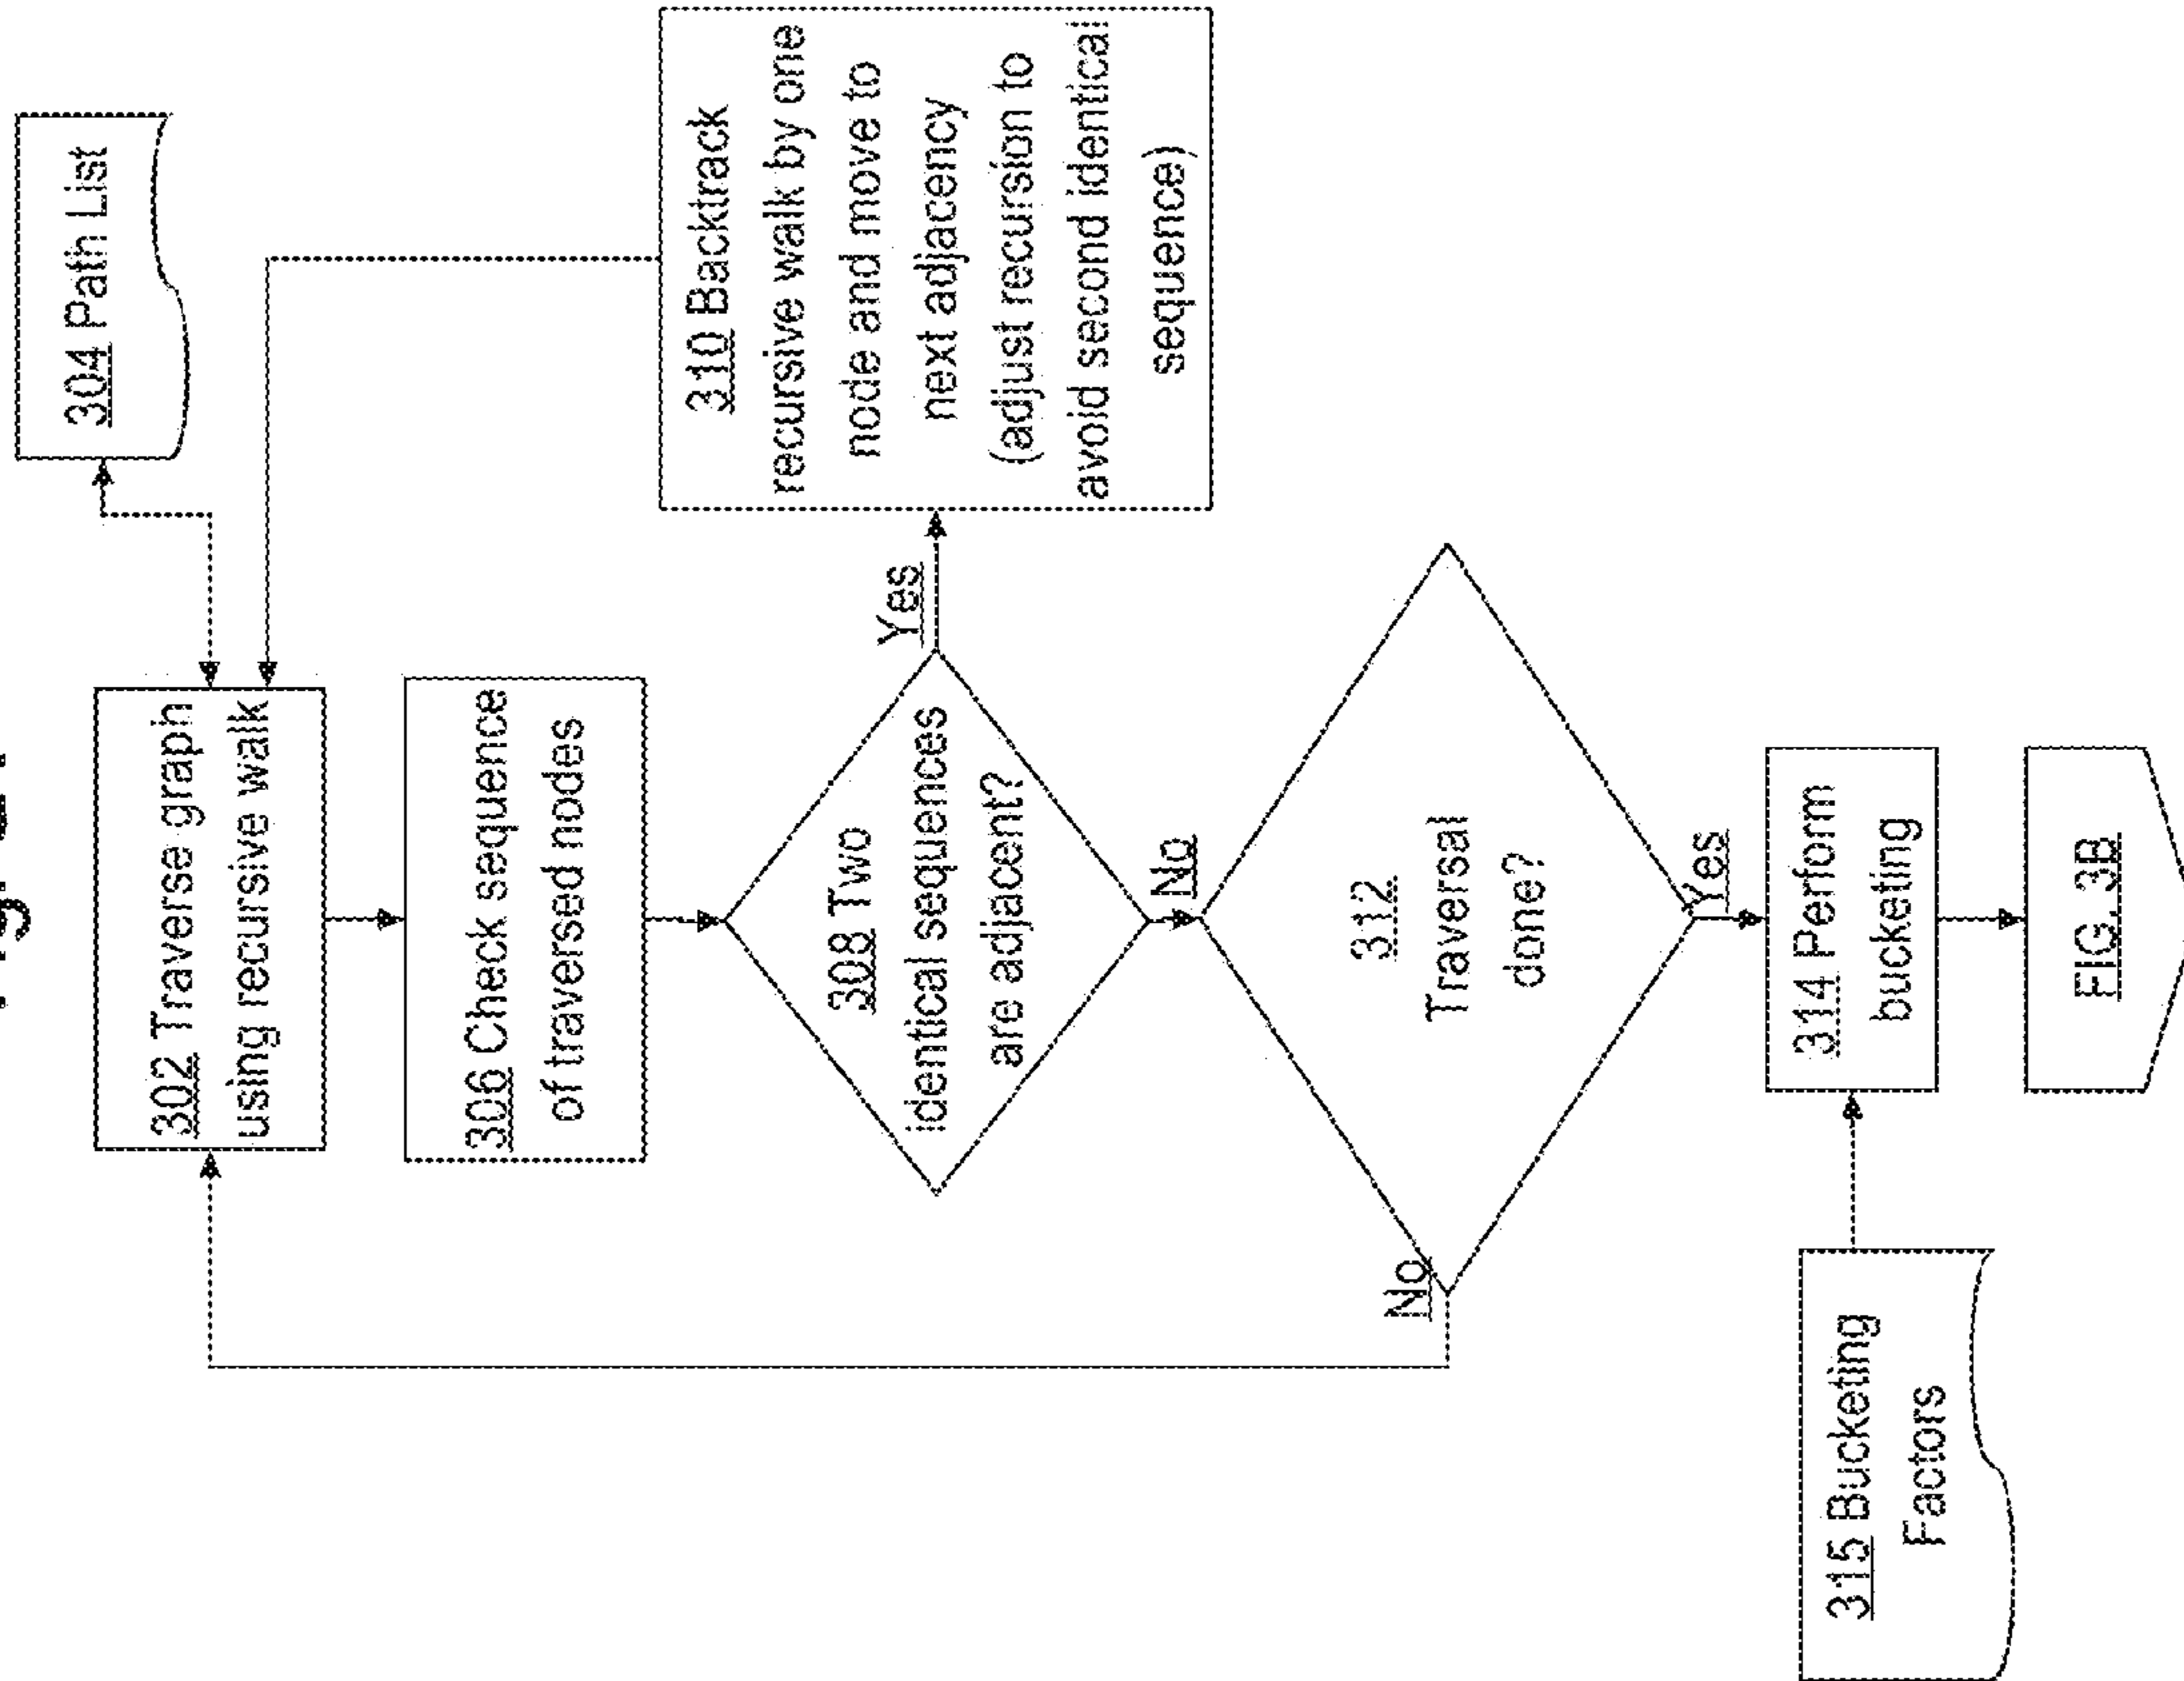 304 Path List
302 Traverse graph
using recursive walk
306 Check sequence
of traversed nodes
308 Two
identical sequences
are adjacent?
Yes
310 Backtrack
recursive walk by one
node and move to
next adjacency
(adjust recursion to
avoid second identical
sequence)
No
312
Traversal
done?
No
Yes
315 Bucketing
Factors
314 Perform
bucketing
FIG. 3B